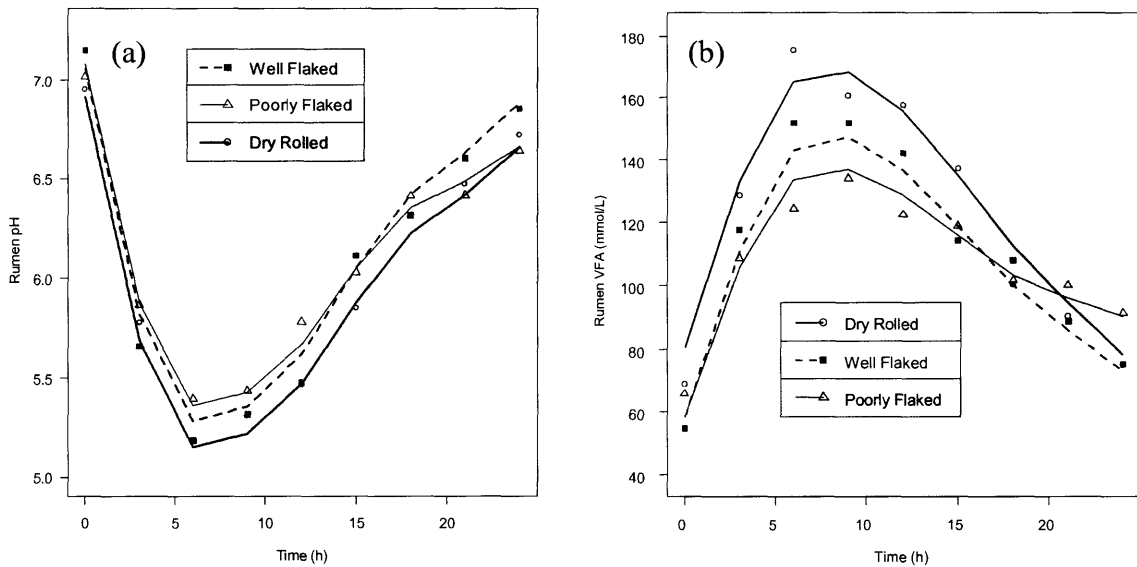 (a)
Well Flaked
Poorly Flaked
Dry Rolled
Rumen pH
7.0
6.5
6.0
5.5
5.0
0
5
10
15
20
Time (h)
(b)
Rumen VFA (mmol/L)
180
160
140
120
100
80
60
40
Dry Rolled
Well Flaked
Poorly Flaked
0
5
10
15
20
Time (h)